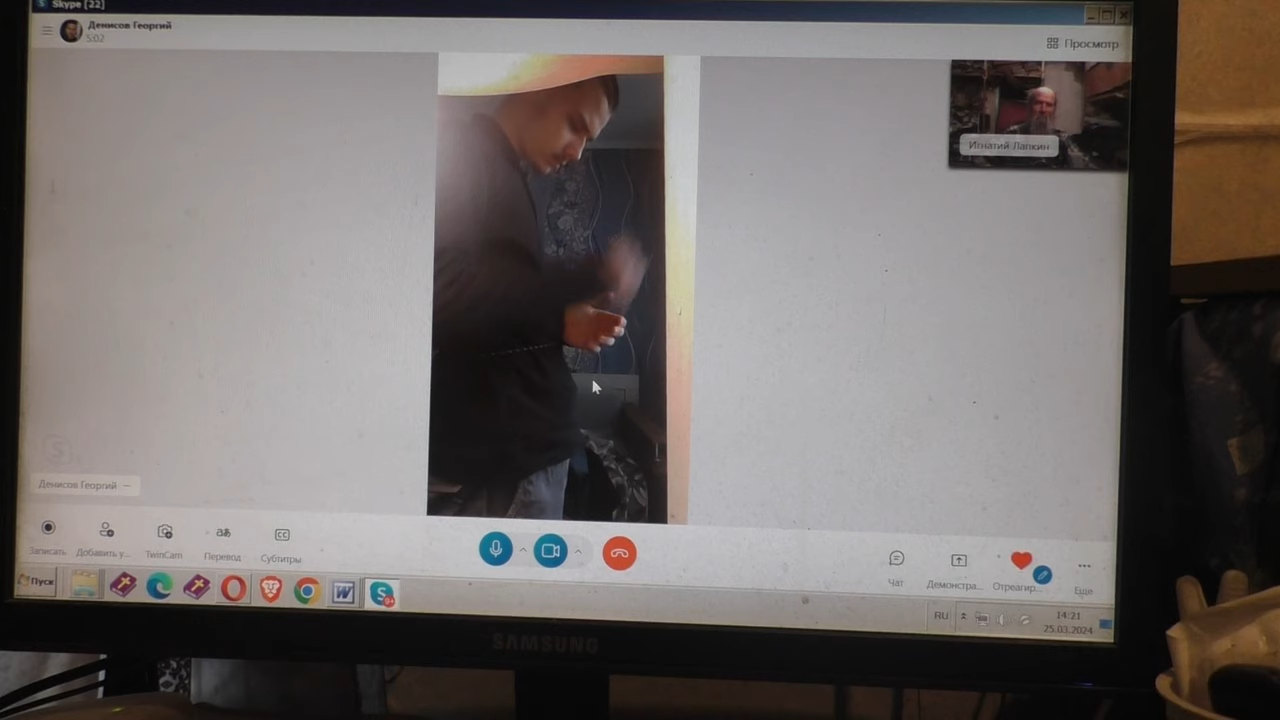 Skype [22]
Денисов Георгий
5:02
Просмотр
Игнатий Лапкин
Денисов Георгий
Записать
Добавить у...
TwinCam
Перевод
Субтитры
Чат
Демонстра...
Отреагир...
Еще
Пуск
RU
14:21
25.03.2024
SAMSUNG